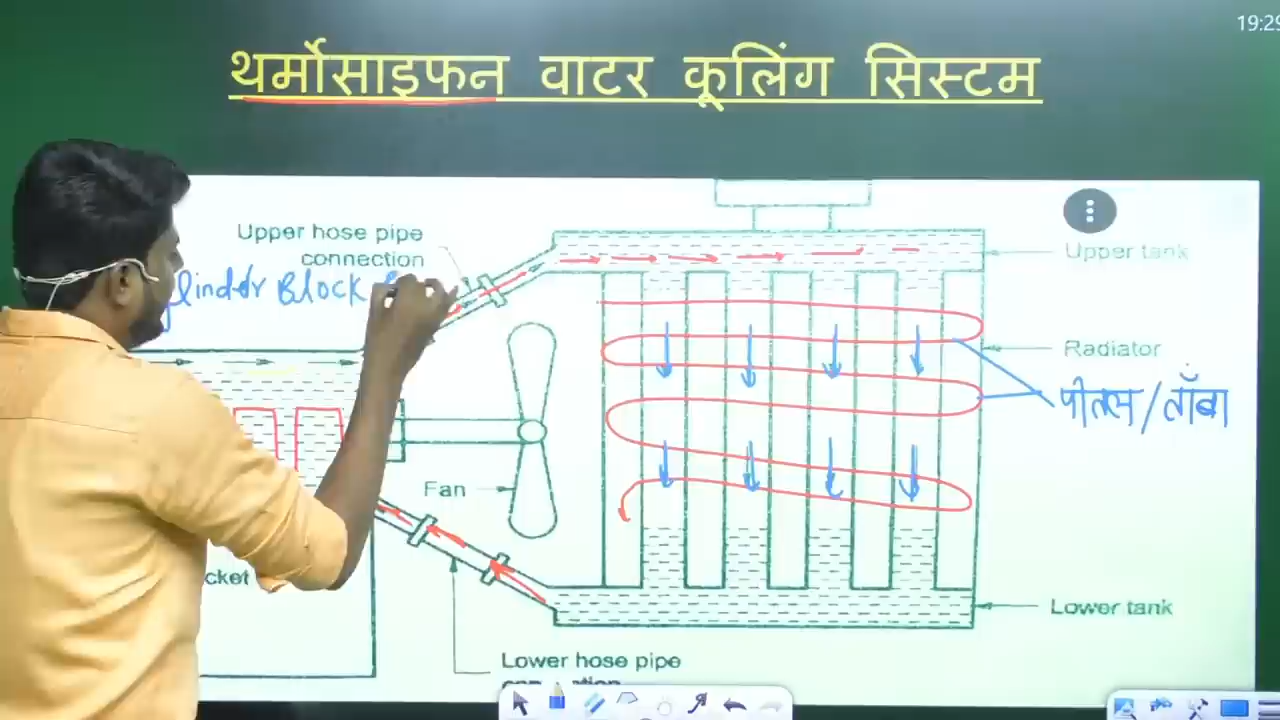 19:29
थर्मोसाइफन वाटर कूलिंग सिस्टम
Upper hose pipe
connection
Upper tank
Cylinder Block
Radiator
पीतल/ताँबा
Fan
cket
Lower tank
Lower hose pipe